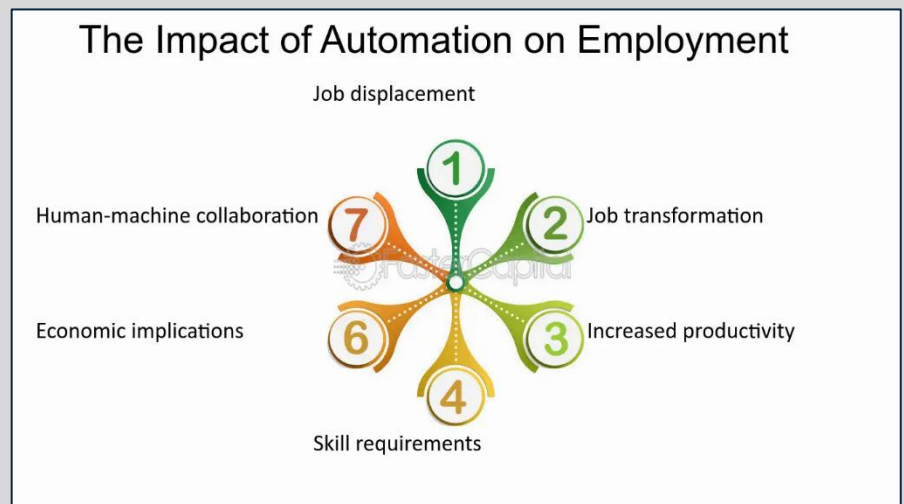 The Impact of Automation on Employment
Job displacement
1
7
2
Human-machine collaboration
Job transformation
FasterCapital
6
3
Economic implications
Increased productivity
4
Skill requirements